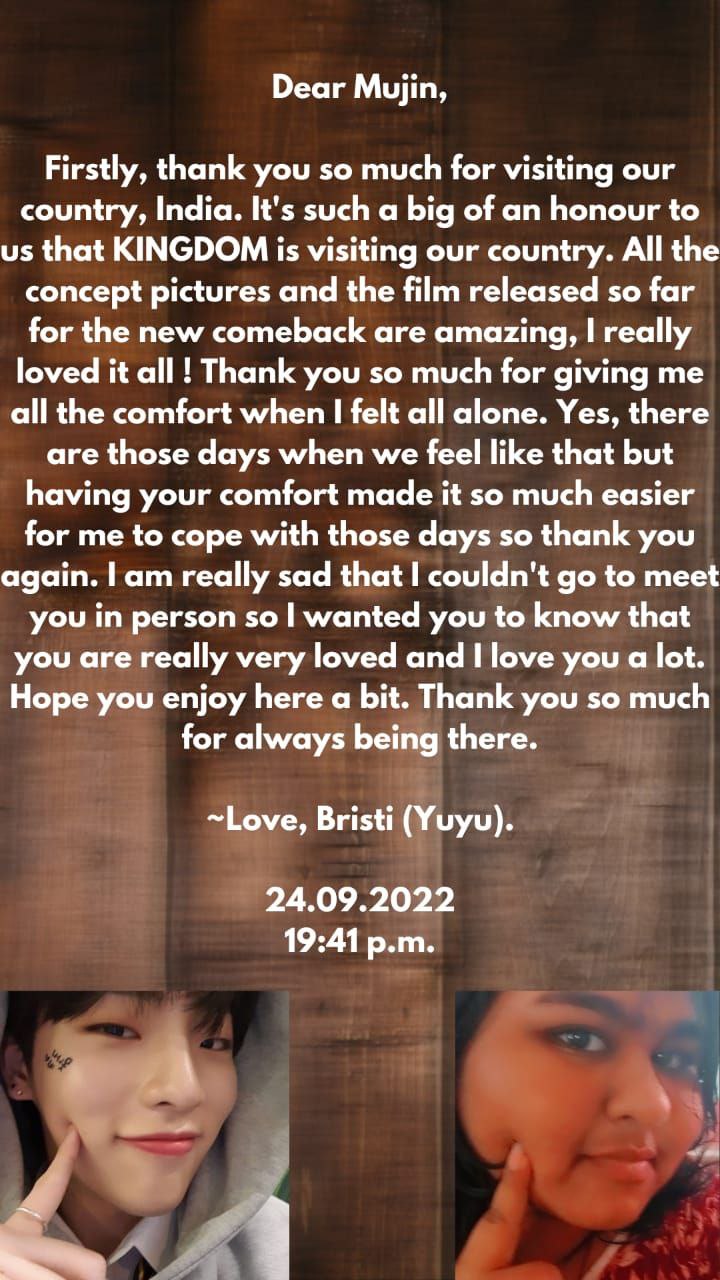 Dear Mujin,
Firstly, thank you so much for visiting our
country, India. It's such a big of an honour to
us that KINGDOM is visiting our country. All the
concept pictures and the film released so far
for the new comeback are amazing, I really
loved it all ! Thank you so much for giving me
all the comfort when I felt all alone. Yes, there
are those days when we feel like that but
having your comfort made it so much easier
for me to cope with those days so thank you
again. I am really sad that I couldn't go to meet
you in person so I wanted you to know that
you are really very loved and I love you a lot.
Hope you enjoy here a bit. Thank you so much
for always being there.
~Love, Bristi (Yuyu).
24.09.2022
19:41 p.m.